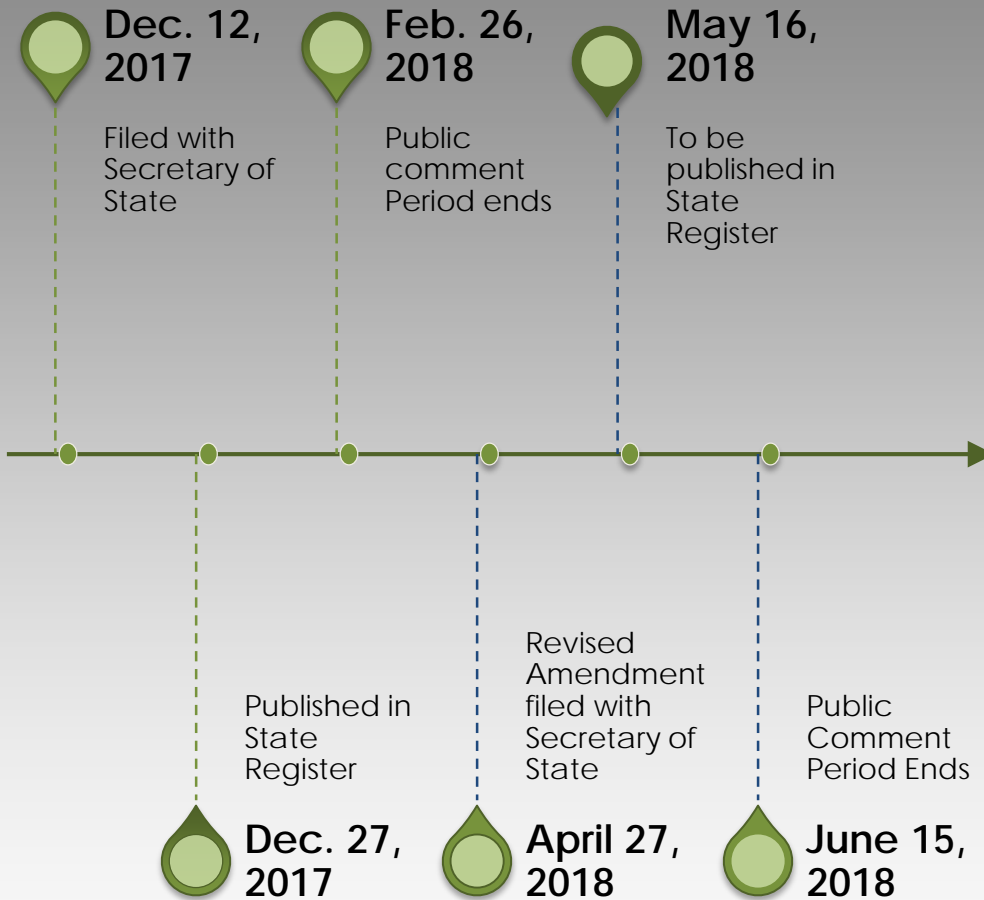 Dec. 12,
2017
Filed with
Secretary of
State
Feb. 26,
2018
Public
comment
Period ends
May 16,
2018
To be
published in
State
Register
Published in
State
Register
Dec. 27,
2017
Revised
Amendment
filed with
Secretary of
State
April 27,
2018
Public
Comment
Period Ends
June 15,
2018